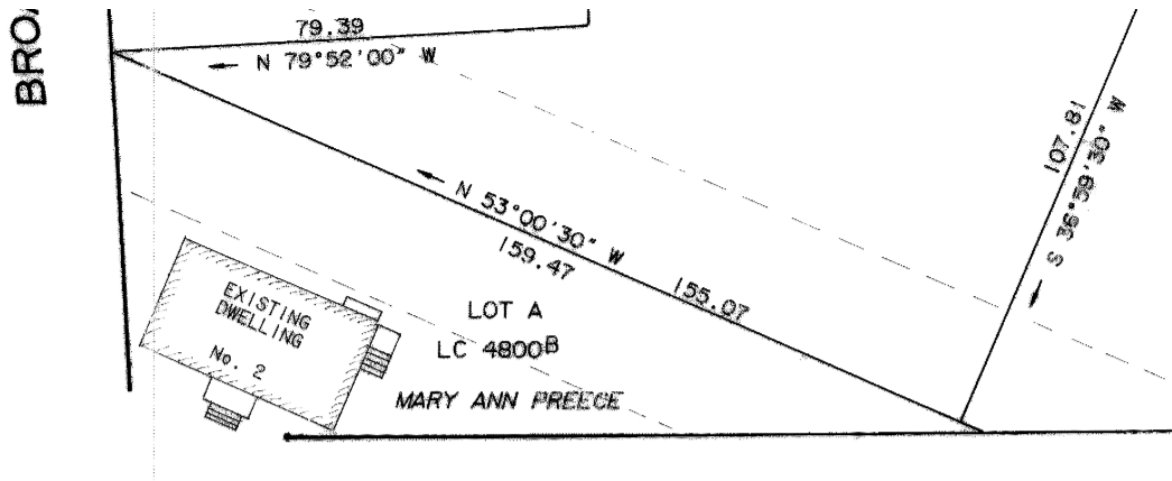 BRO
79.39
N 79°52'00" W
107.81
S 36°59'30" W
N 53°00'30" W
159.47
155.07
EXISTING
DWELLING
No. 2
LOT A
LC 4800B
MARY ANN PREECE